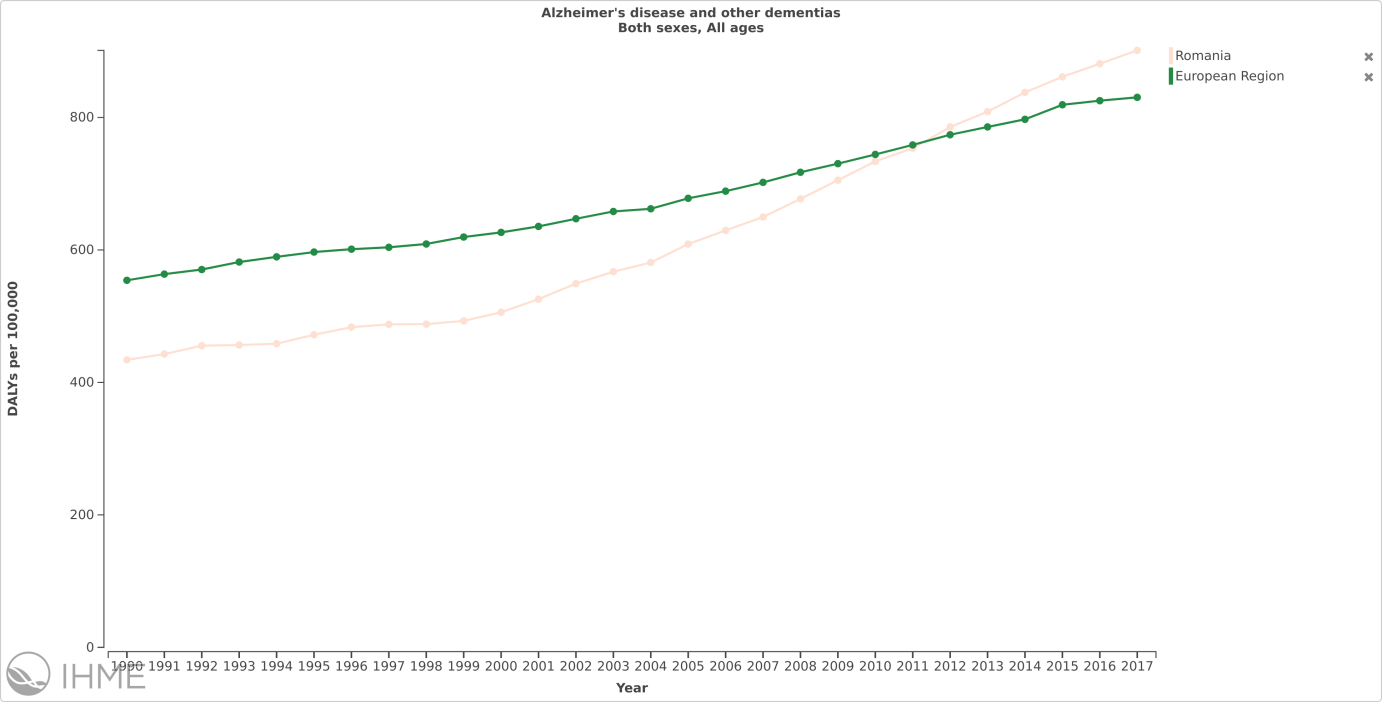 Alzheimer's disease and other dementias
Both sexes, All ages
Romania
European Region
800
600
400
200
0
DALYs per 100,000
1990 1991 1992 1993 1994 1995 1996 1997 1998 1999 2000 2001 2002 2003 2004 2005 2006 2007 2008 2009 2010 2011 2012 2013 2014 2015 2016 2017
Year
IHME